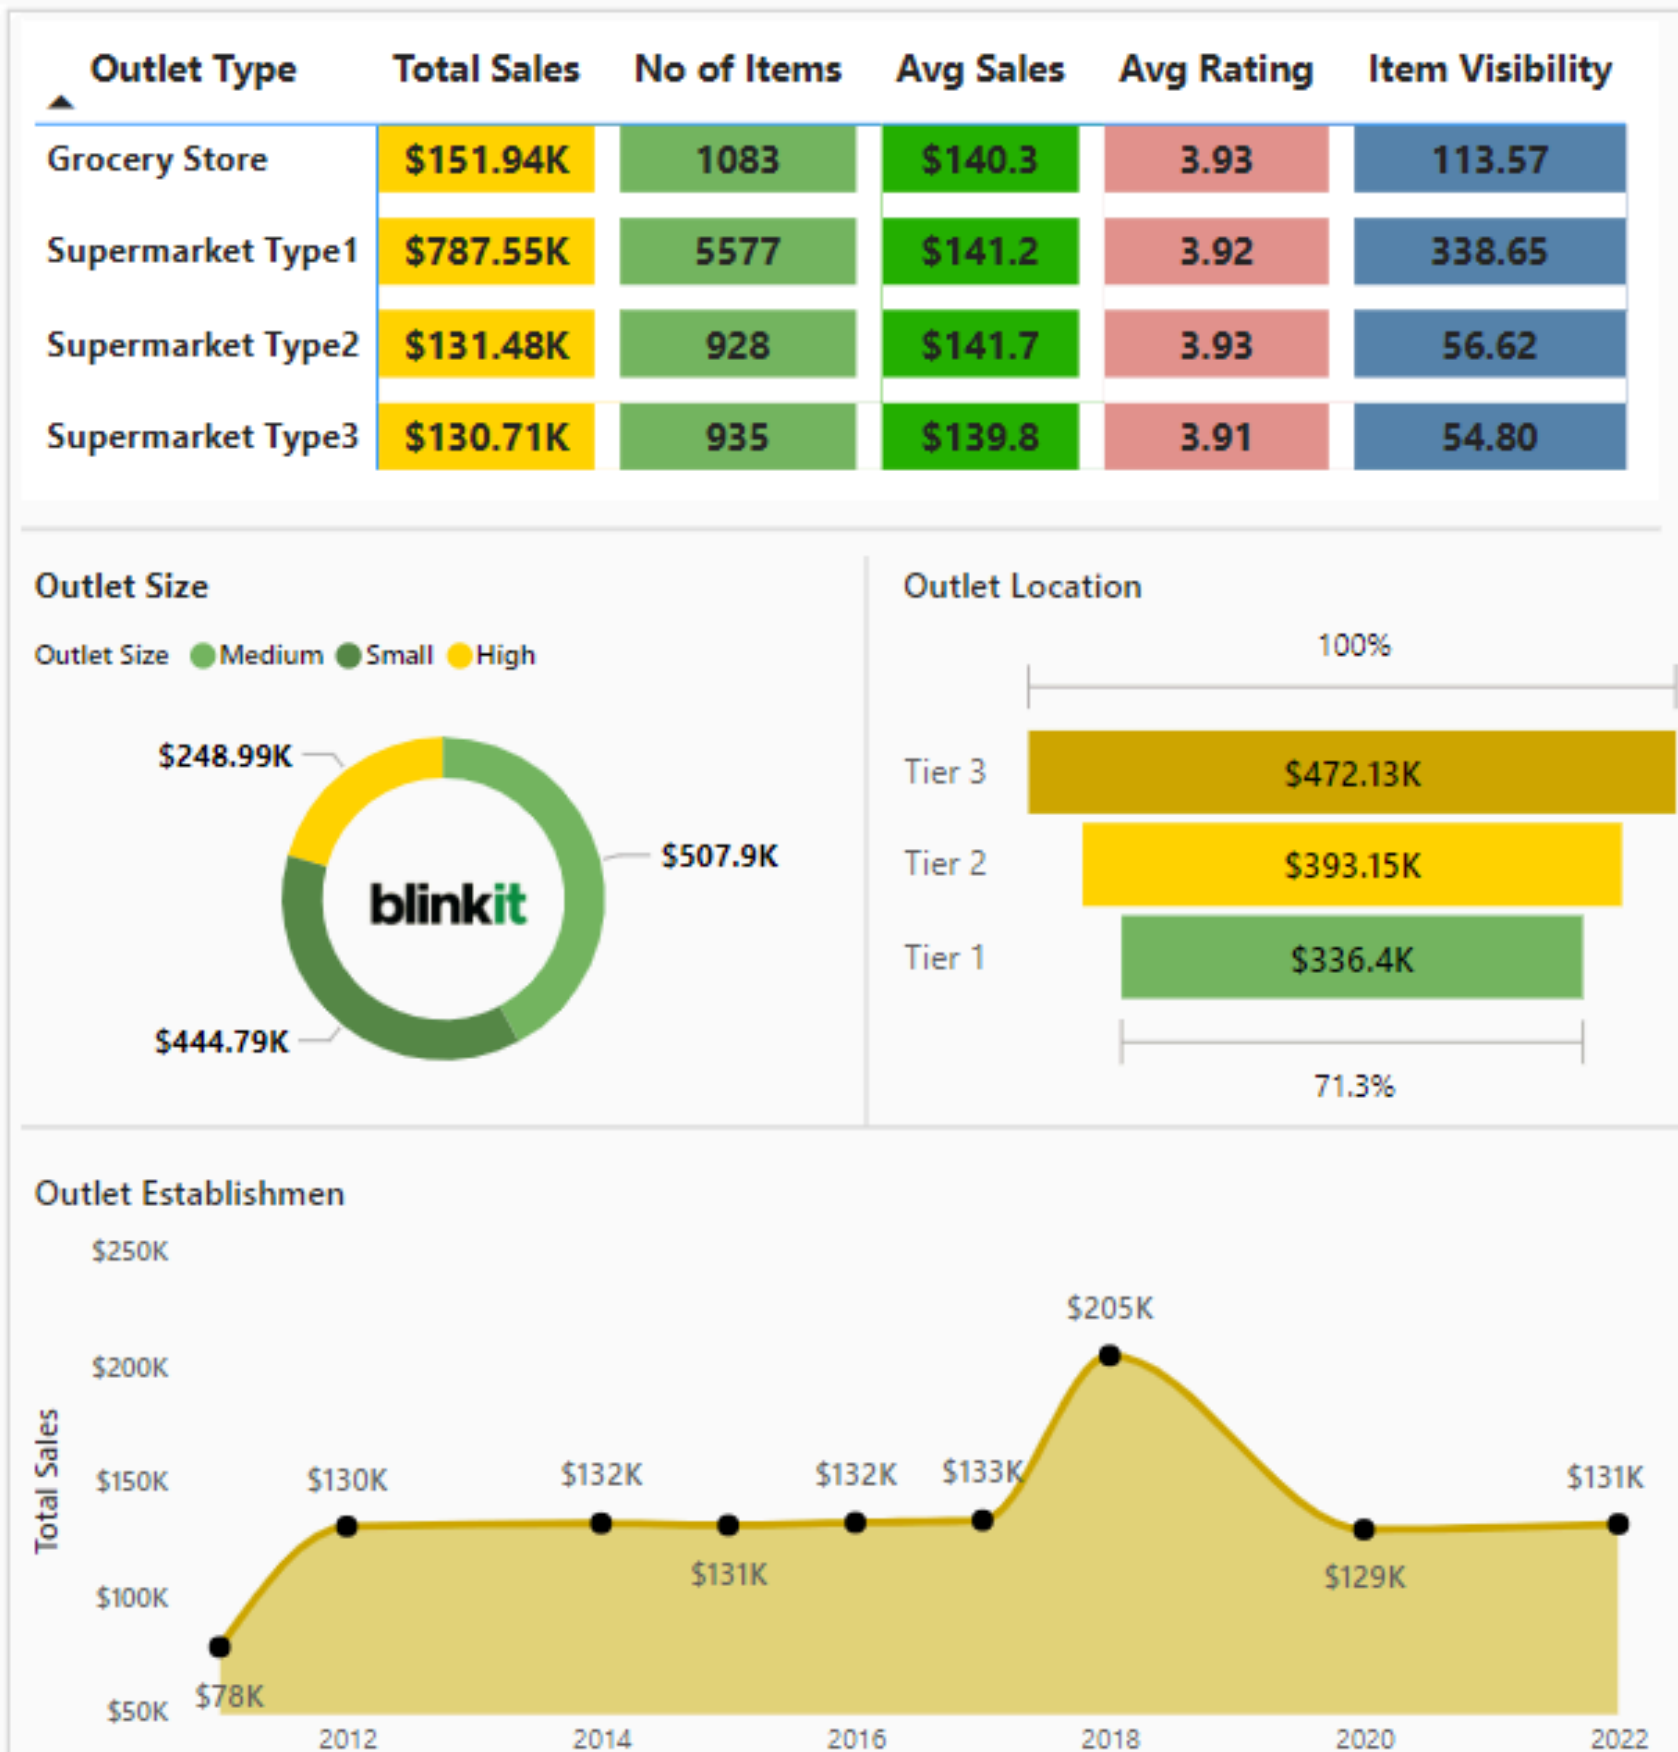 Outlet Type Total Sales No of Items Avg Sales Avg Rating Item Visibility
Grocery Store $151.94K 1083 $140.3 3.93 113.57
Supermarket Type1 $787.55K 5577 $141.2 3.92 338.65
Supermarket Type2 $131.48K 928 $141.7 3.93 56.62
Supermarket Type3 $130.71K 935 $139.8 3.91 54.80
Outlet Size
Outlet Size Medium Small High
$248.99K
$507.9K
blinkit
$444.79K
Outlet Location
100%
Tier 3 $472.13K
Tier 2 $393.15K
Tier 1 $336.4K
71.3%
Outlet Establishmen
Total Sales
$250K
$200K
$150K
$100K
$50K
$78K
$130K
$132K
$131K
$132K
$133K
$205K
$129K
$131K
2012 2014 2016 2018 2020 2022